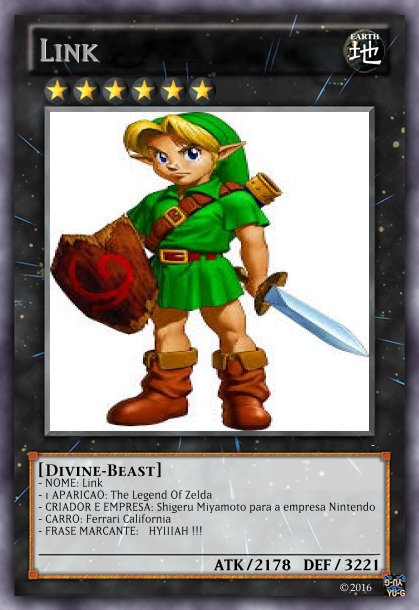 LINK
EARTH
地
[DIVINE-BEAST]
- NOME: Link
- 1 APARICAO: The Legend Of Zelda
- CRIADOR E EMPRESA: Shigeru Miyamoto para a empresa Nintendo
- CARRO: Ferrari California
- FRASE MARCANTE: HYIIIAH !!!
ATK/2178 DEF/3221
©2016